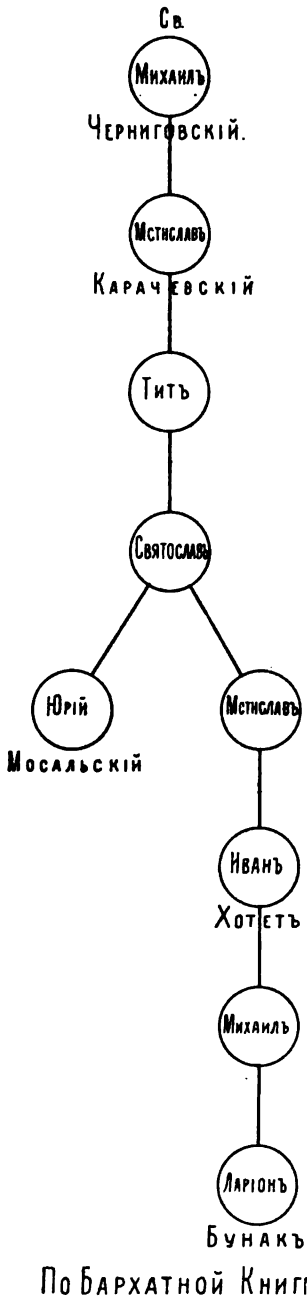 Св.
Михаилъ
Черниговскій.
Мстиславъ
Карачевскій
Титъ
Святославъ
Юрій
Мстиславъ
Мосальскій
Иванъ
Хотетъ
Михаилъ
Ларіонъ
Бунакъ
По Бархатной Книг